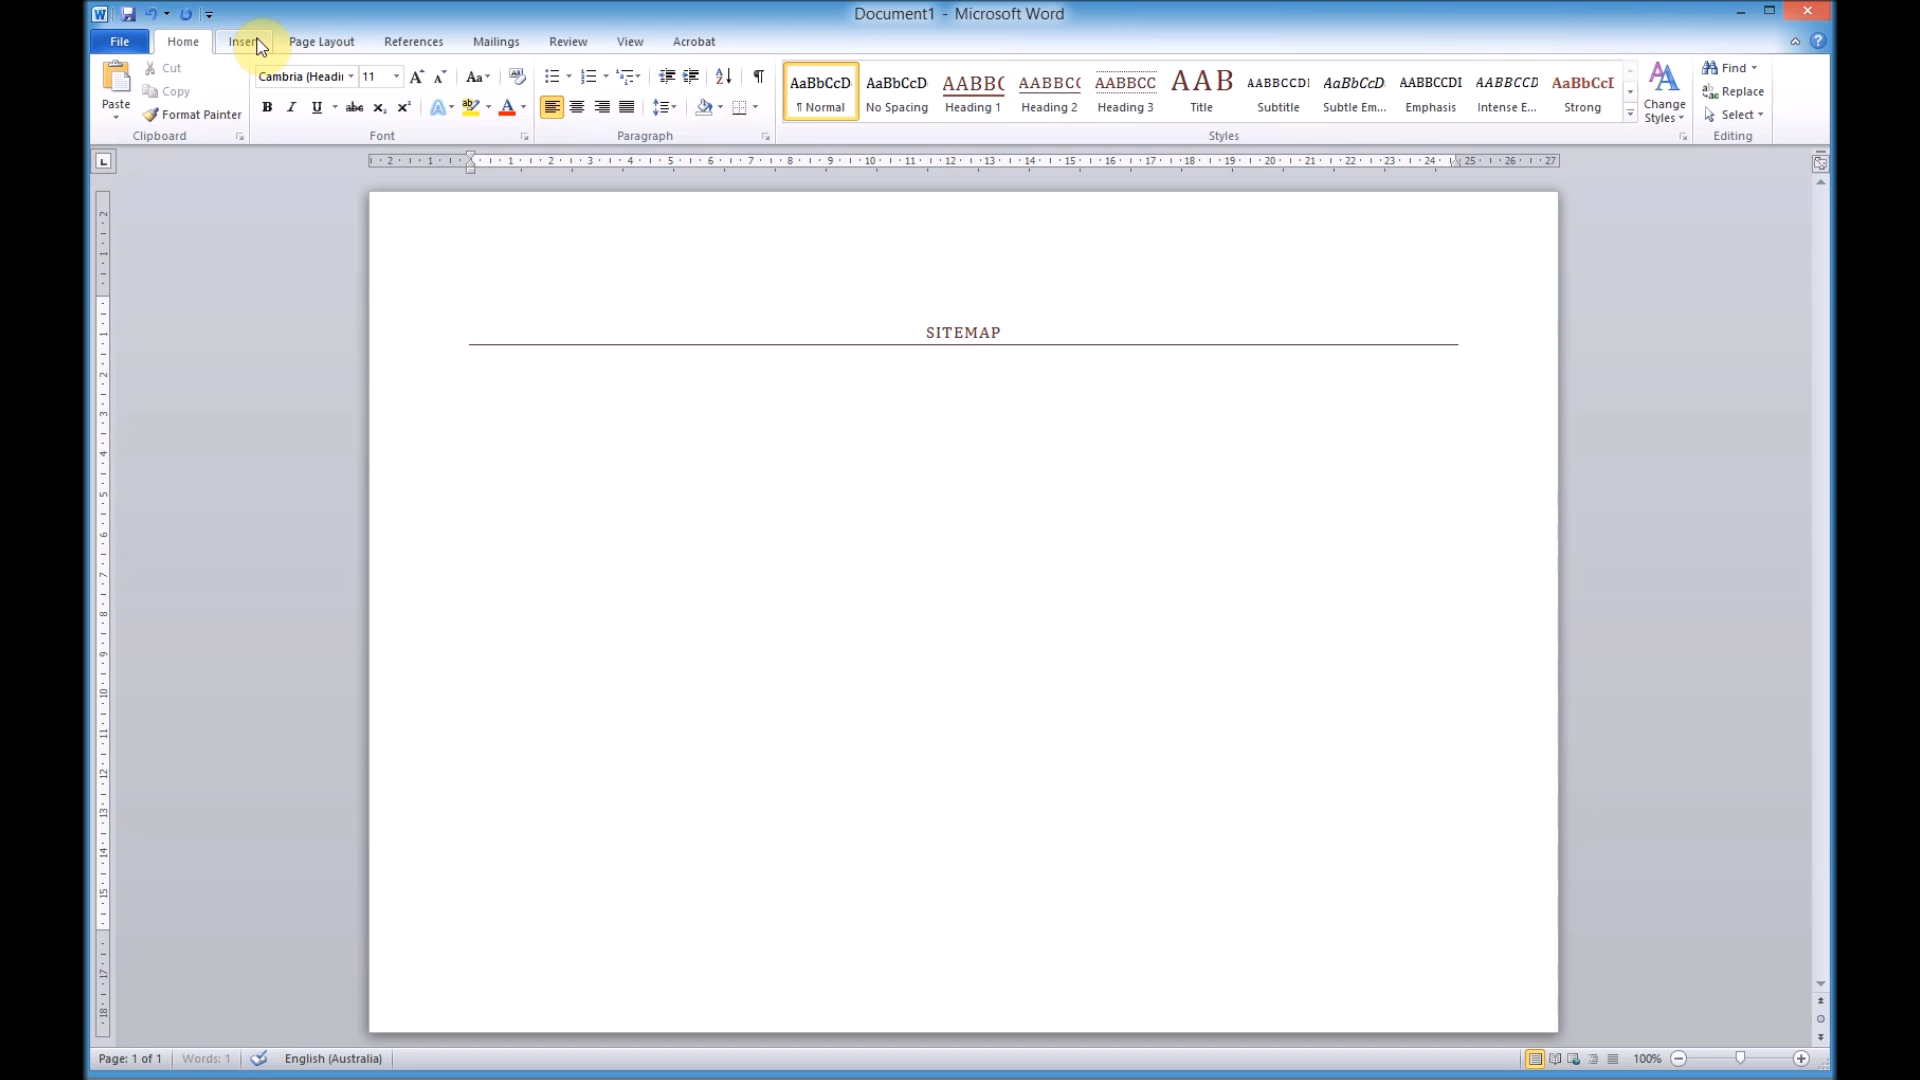 Document1 - Microsoft Word
File Home Insert Page Layout References Mailings Review View Acrobat
Paste
Cut
Copy
Format Painter
Clipboard
Cambria (Headi 11
Font
Paragraph
AaBbCcD AaBbCcD AABBC AABBCC AABBCC AAB AABBCCDI AaBbCcD AABBCCDI AABBCCD AaBbCcI
¶ Normal No Spacing Heading 1 Heading 2 Heading 3 Title Subtitle Subtle Em... Emphasis Intense E... Strong
Styles
Change
Styles
Find
Replace
Select
Editing
SITEMAP
Page: 1 of 1 Words: 1 English (Australia) 100%